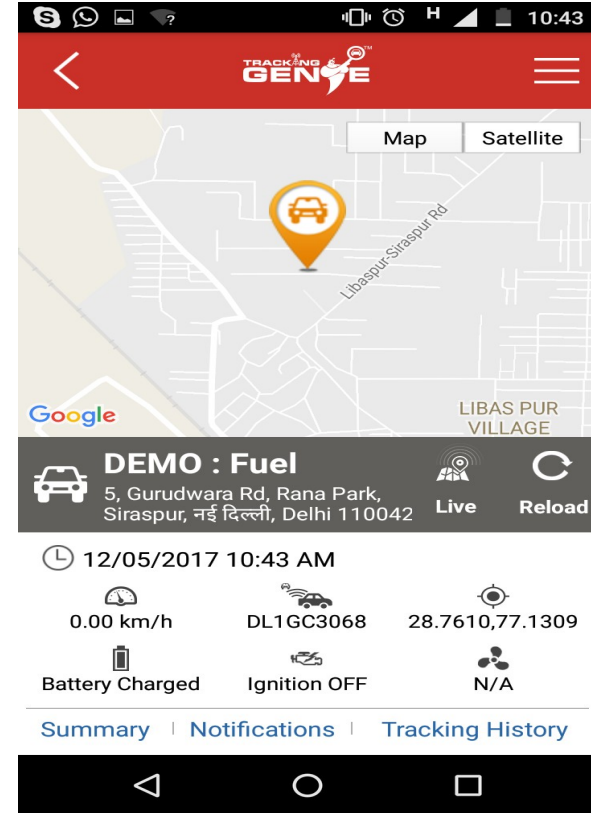 H 10:43
TRACKING
GENIE™
Map Satellite
Libaspur-Siraspur Rd
Google
LIBAS PUR
VILLAGE
DEMO : Fuel
5, Gurudwara Rd, Rana Park,
Siraspur, नई दिल्ली, Delhi 110042
Live Reload
12/05/2017 10:43 AM
0.00 km/h DL1GC3068 28.7610,77.1309
Battery Charged Ignition OFF N/A
Summary Notifications Tracking History